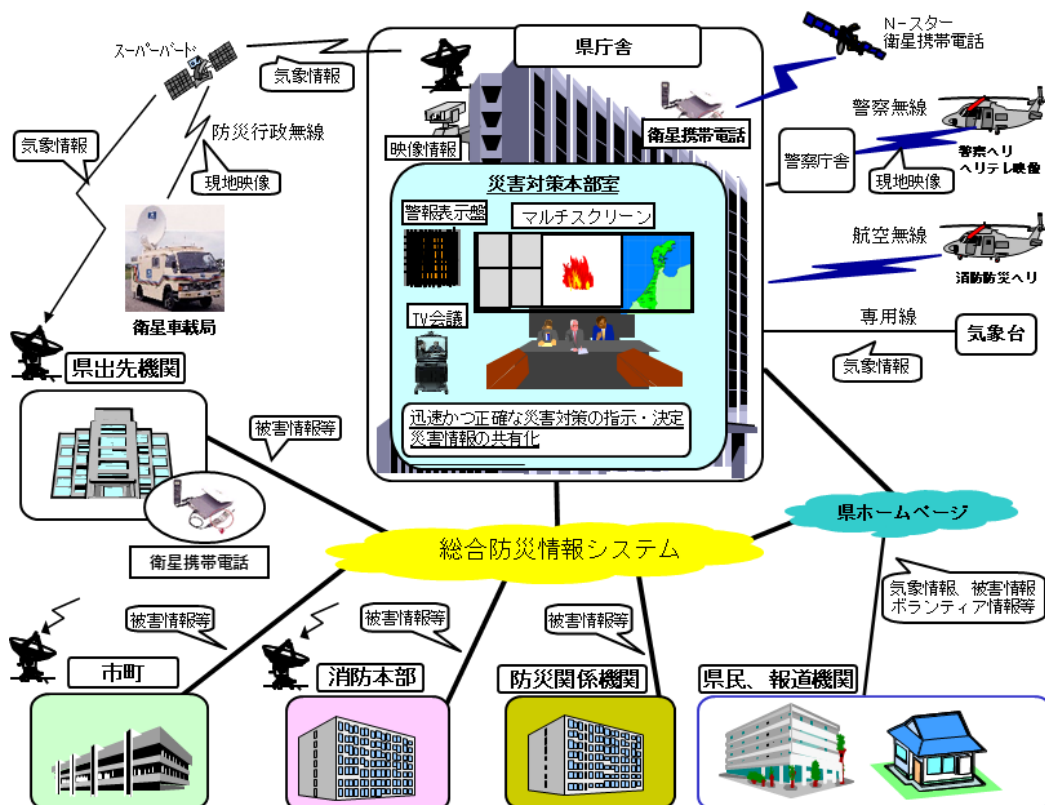 県庁舎
N-スター
衛星携帯電話
スーパーバード
気象情報
気象情報
防災行政無線
現地映像
映像情報
衛星携帯電話
警察無線
警察庁舎
現地映像
警察ヘリ
ヘリテレ映像
災害対策本部室
警報表示盤
マルチスクリーン
航空無線
消防防災ヘリ
TV会議
衛星車載局
専用線
気象台
気象情報
県出先機関
迅速かつ正確な災害対策の指示・決定
災害情報の共有化
被害情報等
衛星携帯電話
県ホームページ
総合防災情報システム
気象情報、被害情報
ボランティア情報等
被害情報等
被害情報等
被害情報等
市町
消防本部
防災関係機関
県民、報道機関